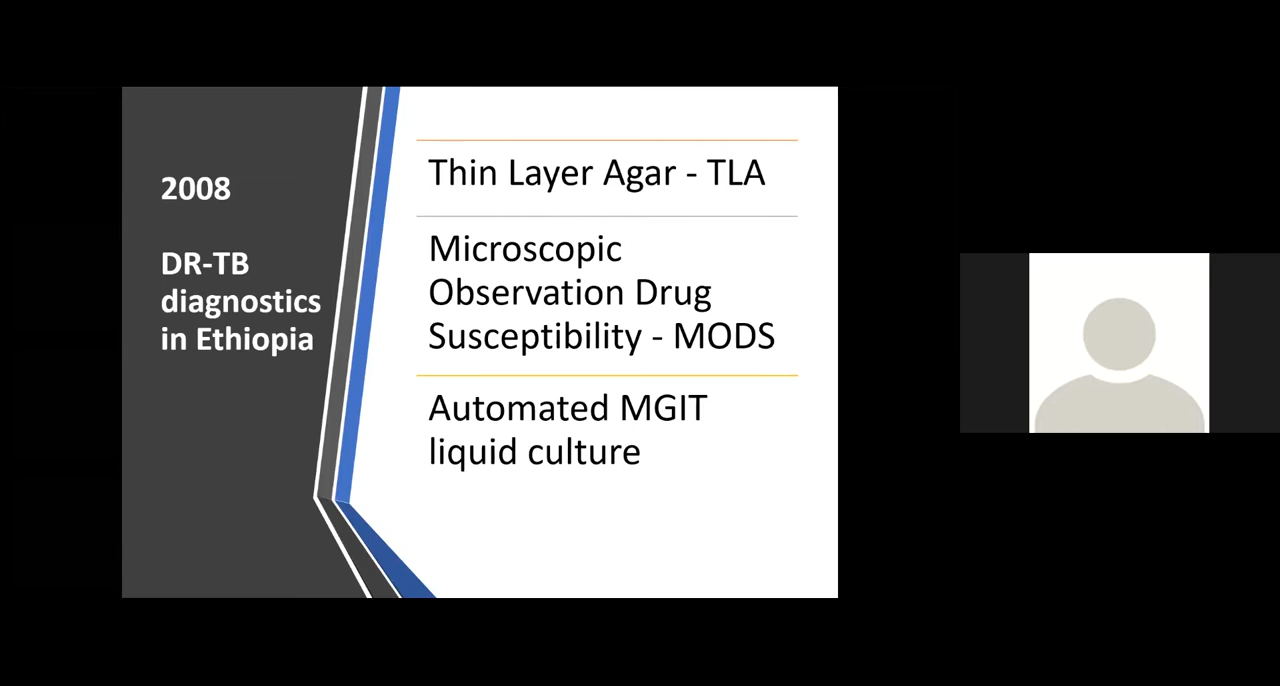 2008
DR-TB
diagnostics
in Ethiopia
Thin Layer Agar - TLA
Microscopic
Observation Drug
Susceptibility - MODS
Automated MGIT
liquid culture